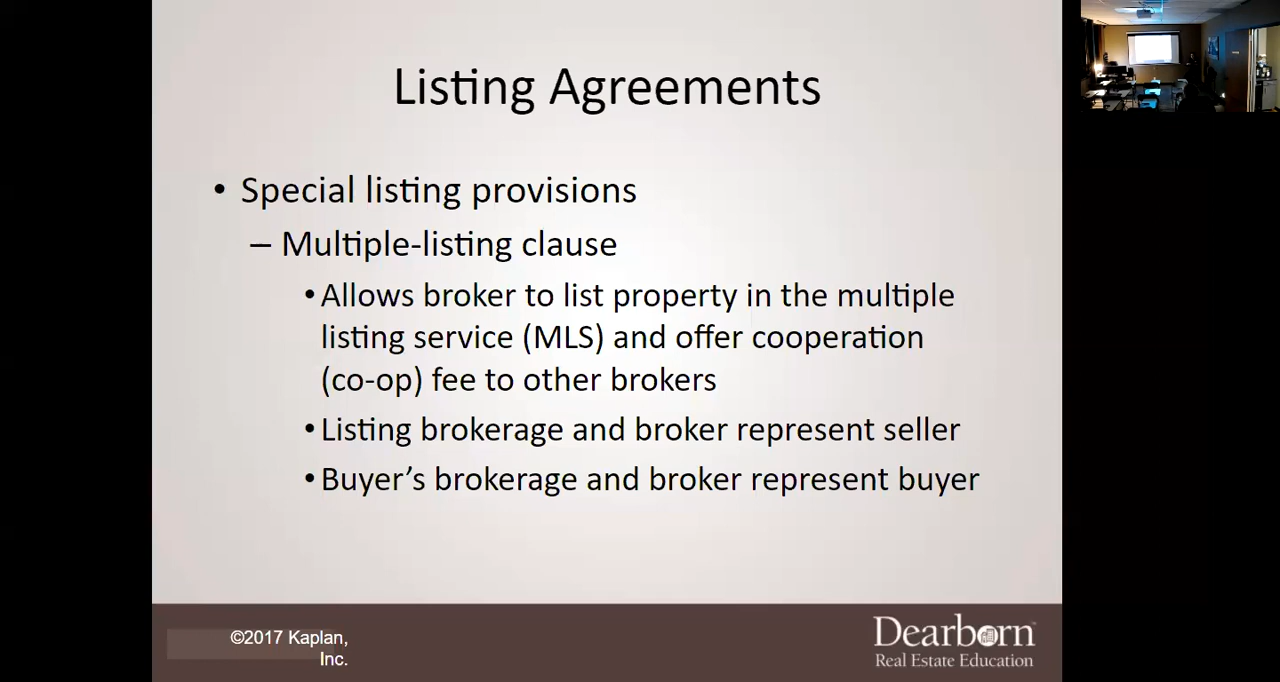 Listing Agreements
• Special listing provisions
– Multiple-listing clause
• Allows broker to list property in the multiple
listing service (MLS) and offer cooperation
(co-op) fee to other brokers
• Listing brokerage and broker represent seller
• Buyer's brokerage and broker represent buyer
©2017 Kaplan,
Inc.
Dearborn™
Real Estate Education